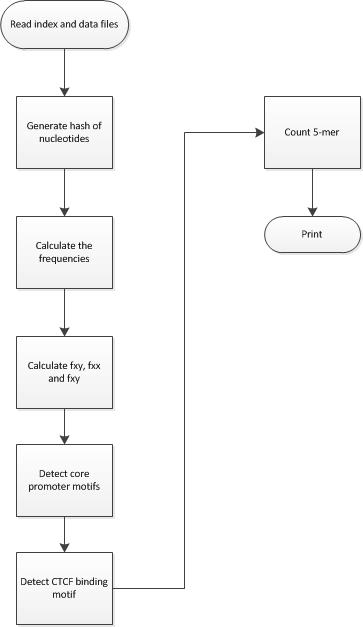 Read index and data files
Generate hash of
nucleotides
Calculate the
frequencies
Calculate fxy, fxx
and fxy
Detect core
promoter motifs
Detect CTCF binding
motif
Count 5-mer
Print